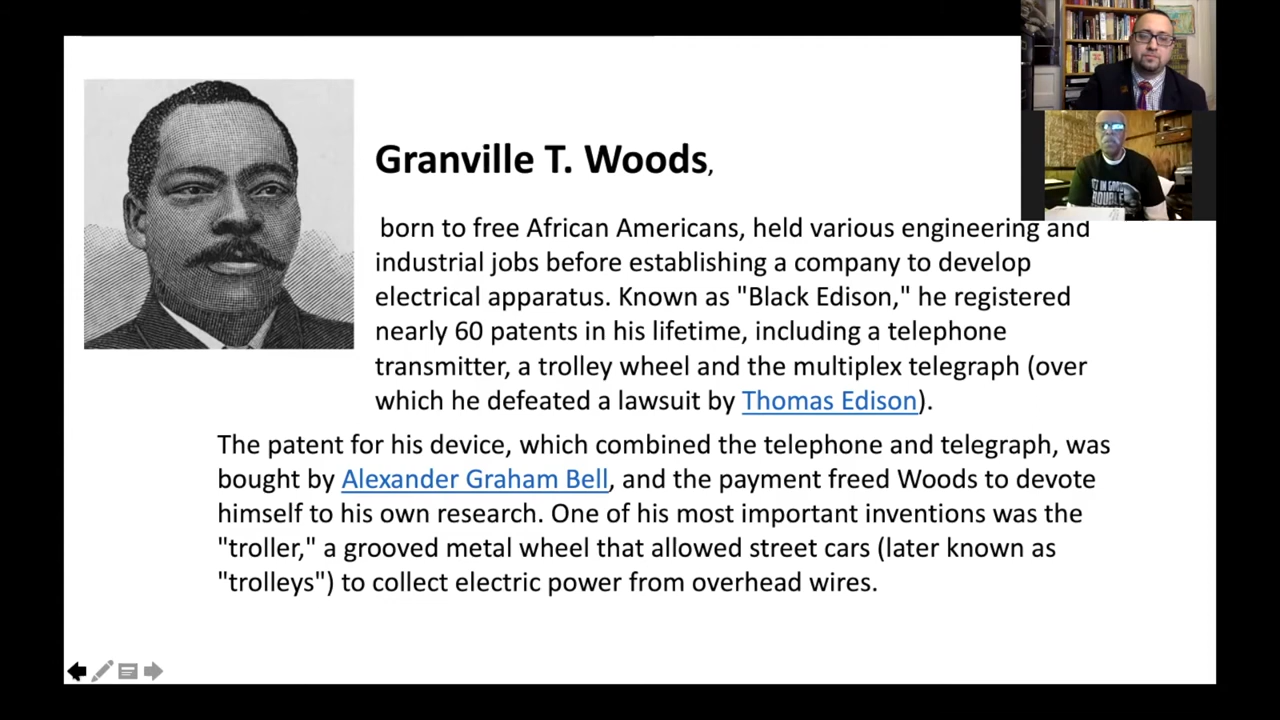 Granville T. Woods,
born to free African Americans, held various engineering and
industrial jobs before establishing a company to develop
electrical apparatus. Known as "Black Edison," he registered
nearly 60 patents in his lifetime, including a telephone
transmitter, a trolley wheel and the multiplex telegraph (over
which he defeated a lawsuit by Thomas Edison).
The patent for his device, which combined the telephone and telegraph, was
bought by Alexander Graham Bell, and the payment freed Woods to devote
himself to his own research. One of his most important inventions was the
"troller," a grooved metal wheel that allowed street cars (later known as
"trolleys") to collect electric power from overhead wires.
IN